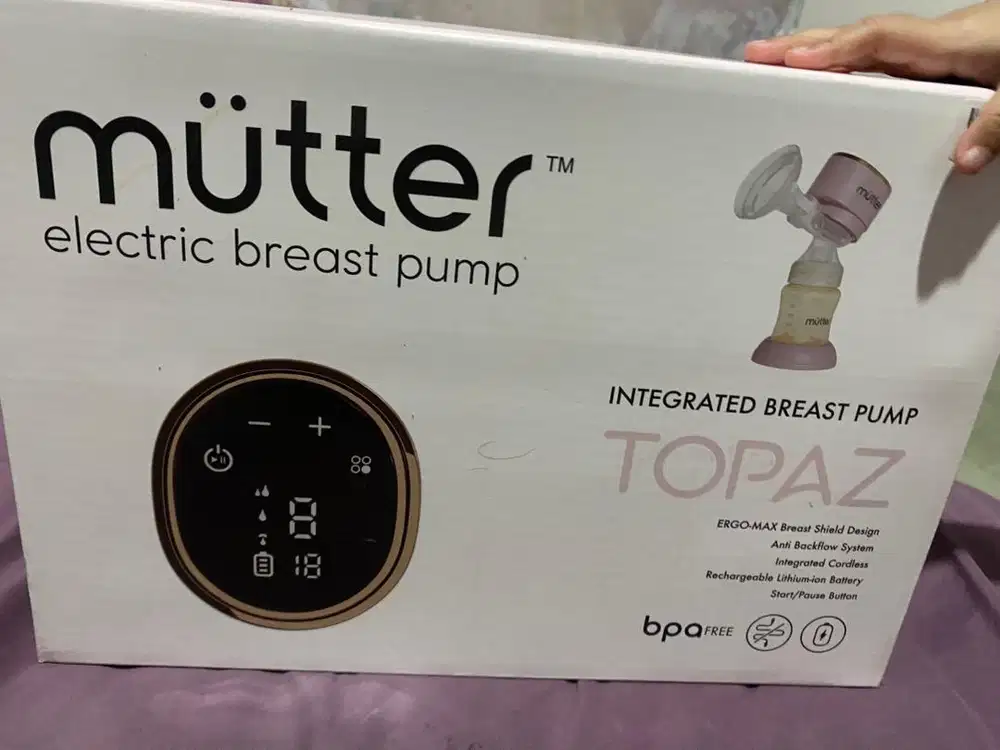 mütter™
electric breast pump
mütter
mütter
INTEGRATED BREAST PUMP
TOPAZ
ERGO-MAX Breast Shield Design
Anti Backflow System
Integrated Cordless
Rechargeable Lithium-ion Battery
Start/Pause Button
bpa FREE
− +
8
18